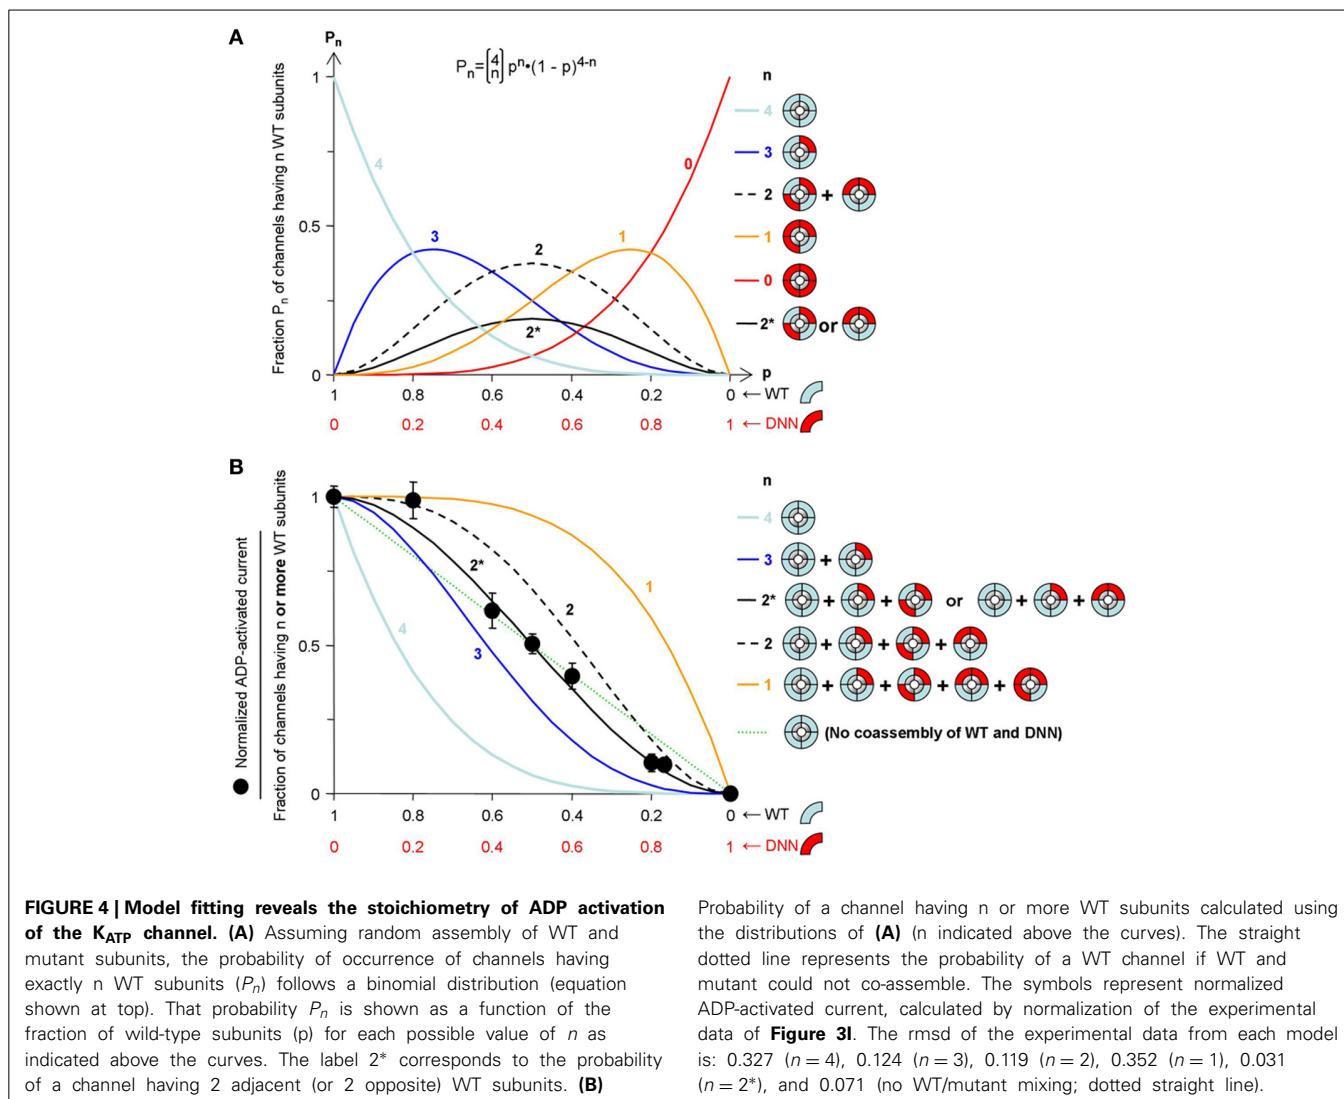 A
P_n
P_n=[4 n] p^n•(1 - p)^4-n
n
Fraction P_n of channels having n WT subunits
1
0.5
0
4
3
2
2*
1
0
4
3
2 +
1
0
2* or
p
1 0.8 0.6 0.4 0.2 0 ← WT
0 0.2 0.4 0.6 0.8 1 ← DNN
B
n
Normalized ADP-activated current
Fraction of channels having n or more WT subunits
1
0.5
0
4
3
2*
2
1
4
3 +
2* + + or + +
2 + + +
1 + + + +
(No coassembly of WT and DNN)
1 0.8 0.6 0.4 0.2 0 ← WT
0 0.2 0.4 0.6 0.8 1 ← DNN
FIGURE 4 | Model fitting reveals the stoichiometry of ADP activation
of the K_ATP channel. (A) Assuming random assembly of WT and
mutant subunits, the probability of occurrence of channels having
exactly n WT subunits (P_n) follows a binomial distribution (equation
shown at top). That probability P_n is shown as a function of the
fraction of wild-type subunits (p) for each possible value of n as
indicated above the curves. The label 2* corresponds to the probability
of a channel having 2 adjacent (or 2 opposite) WT subunits. (B)
Probability of a channel having n or more WT subunits calculated using
the distributions of (A) (n indicated above the curves). The straight
dotted line represents the probability of a WT channel if WT and
mutant could not co-assemble. The symbols represent normalized
ADP-activated current, calculated by normalization of the experimental
data of Figure 3I. The rmsd of the experimental data from each model
is: 0.327 (n = 4), 0.124 (n = 3), 0.119 (n = 2), 0.352 (n = 1), 0.031
(n = 2*), and 0.071 (no WT/mutant mixing; dotted straight line).